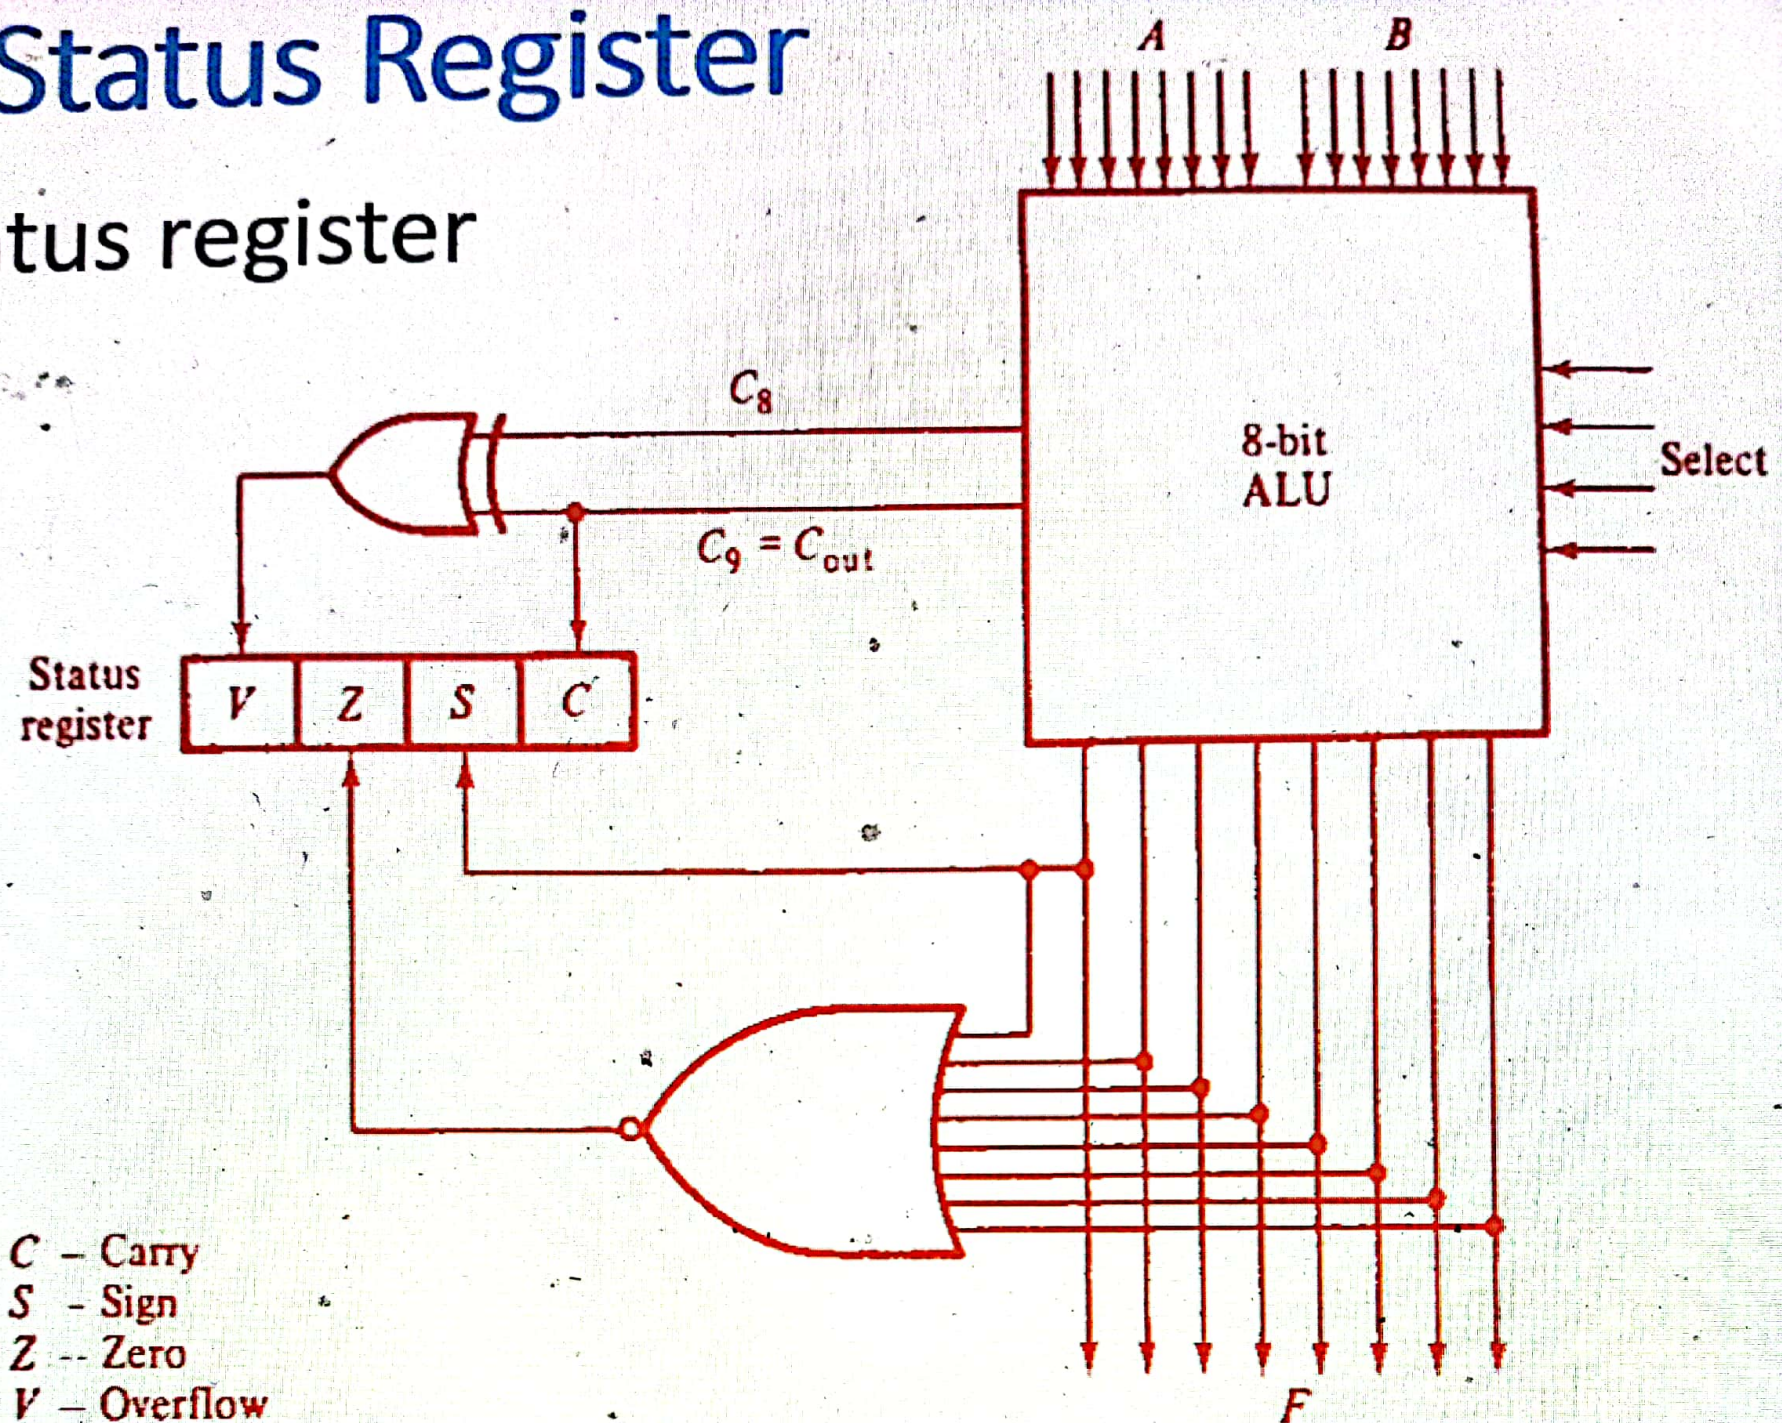 Status Register
tus register
A
B
C₈
8-bit
ALU
Select
C₉ = Cout
Status
register
V
Z
S
C
C – Carry
S - Sign
Z -- Zero
V – Overflow
F